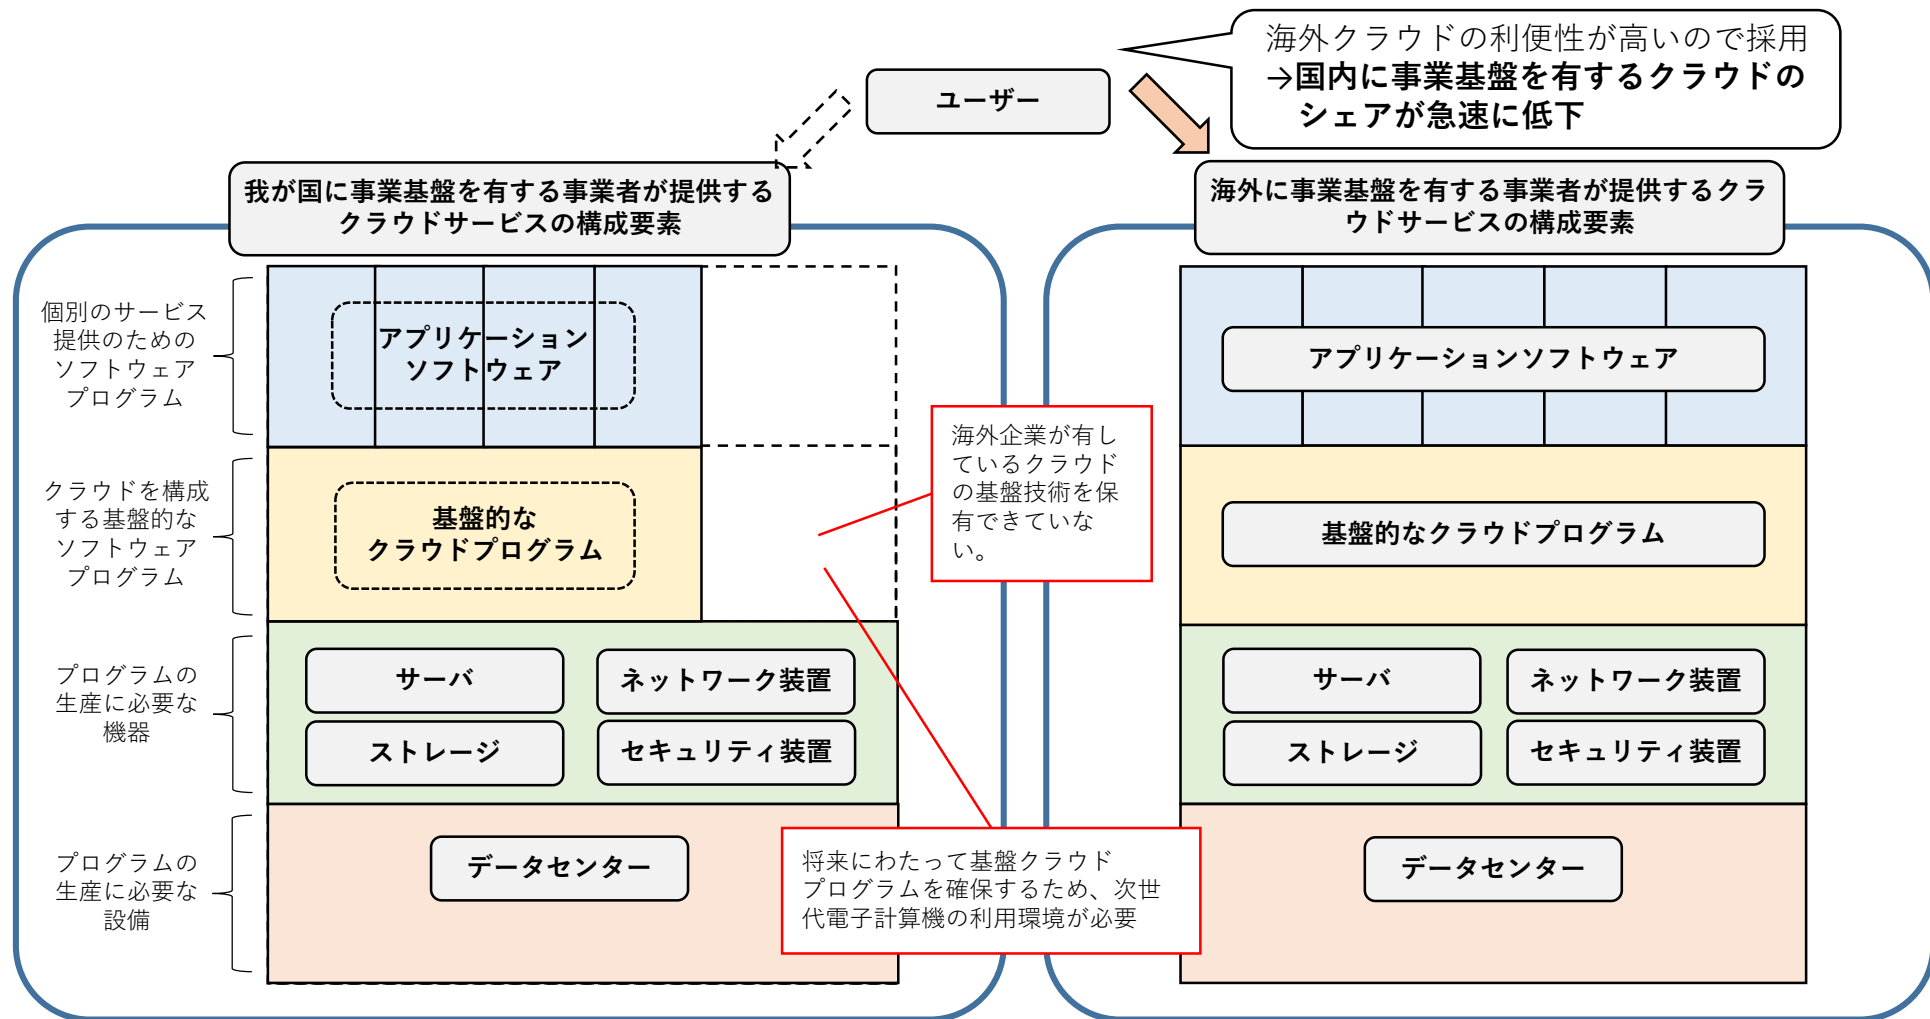 海外クラウドの利便性が高いので採用
→国内に事業基盤を有するクラウドの
シェアが急速に低下
ユーザー
我が国に事業基盤を有する事業者が提供する
クラウドサービスの構成要素
海外に事業基盤を有する事業者が提供するクラ
ウドサービスの構成要素
個別のサービス
提供のための
ソフトウェア
プログラム
アプリケーション
ソフトウェア
アプリケーションソフトウェア
海外企業が有し
ているクラウド
の基盤技術を保
有できていな
い。
クラウドを構成
する基盤的な
ソフトウェア
プログラム
基盤的な
クラウドプログラム
基盤的なクラウドプログラム
プログラムの
生産に必要な
機器
サーバ
ネットワーク装置
ストレージ
セキュリティ装置
サーバ
ネットワーク装置
ストレージ
セキュリティ装置
プログラムの
生産に必要な
設備
データセンター
将来にわたって基盤クラウド
プログラムを確保するため、次世
代電子計算機の利用環境が必要
データセンター